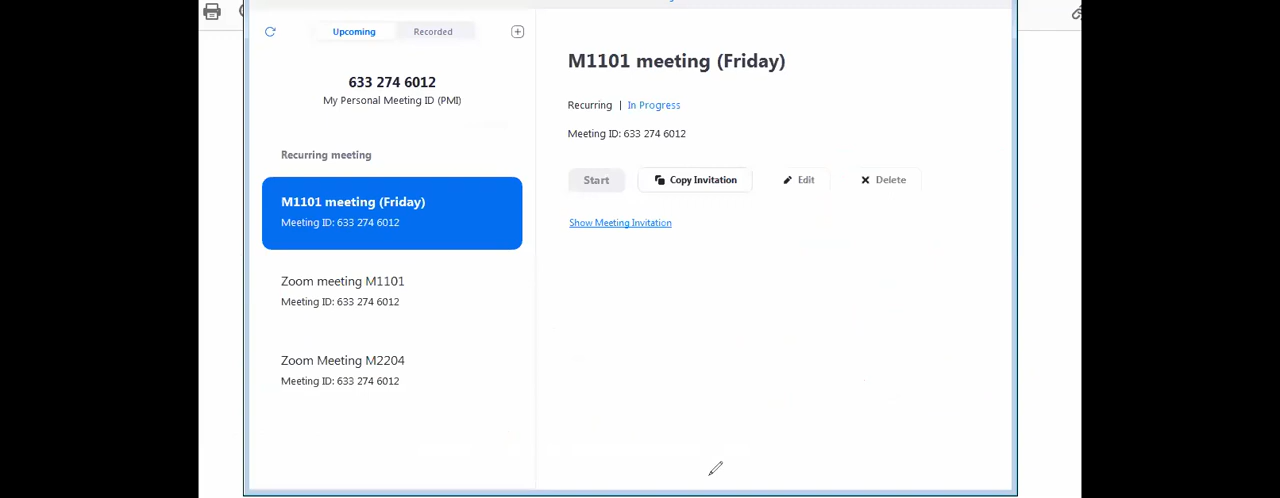 Upcoming
Recorded
633 274 6012
My Personal Meeting ID (PMI)
Recurring meeting
M1101 meeting (Friday)
Meeting ID: 633 274 6012
Zoom meeting M1101
Meeting ID: 633 274 6012
Zoom Meeting M2204
Meeting ID: 633 274 6012
M1101 meeting (Friday)
Recurring | In Progress
Meeting ID: 633 274 6012
Start
Copy Invitation
Edit
Delete
Show Meeting Invitation